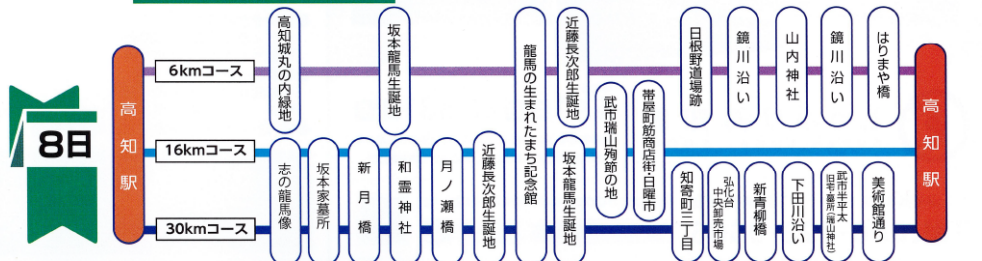 8日
高知駅
6kmコース
高知城丸の内緑地
坂本龍馬生誕地
龍馬の生まれたまち記念館
近藤長次郎生誕地
日根野道場跡
鏡川沿い
山内神社
鏡川沿い
はりまや橋
16kmコース
武市瑞山殉節の地
帯屋町筋商店街・日曜市
30kmコース
志の龍馬像
坂本家墓所
新月橋
和霊神社
月ノ瀬橋
近藤長次郎生誕地
坂本龍馬生誕地
知寄町三丁目
弘化台
中央卸売市場
新青柳橋
下田川沿い
武市半平太
旧宅・墓所(瑞山神社)
美術館通り
高知駅